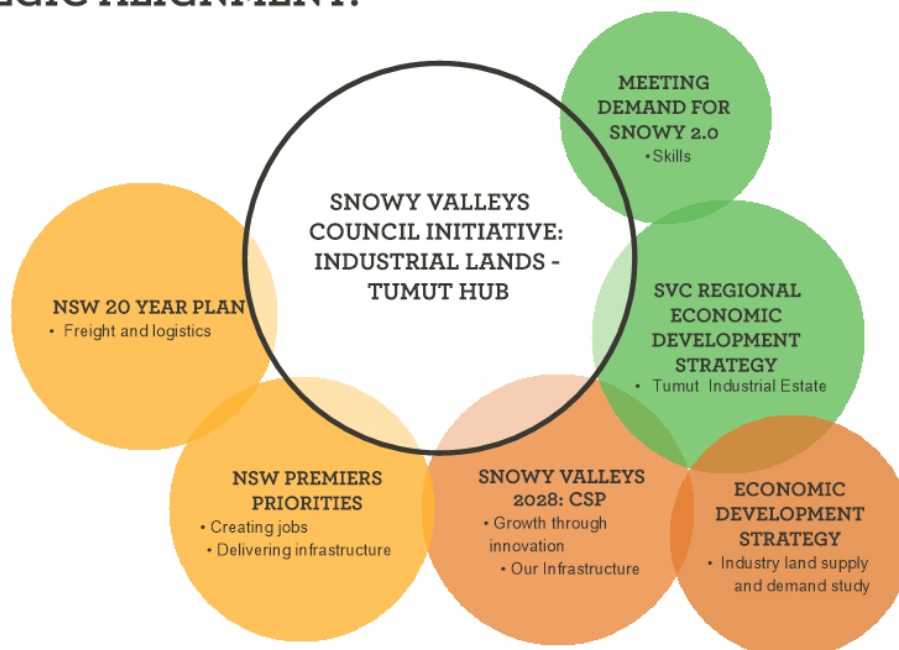 EGIC ALIGNMENT:
MEETING
DEMAND FOR
SNOWY 2.0
• Skills
SNOWY VALLEYS
COUNCIL INITIATIVE:
INDUSTRIAL LANDS -
TUMUT HUB
NSW 20 YEAR PLAN
• Freight and logistics
SVC REGIONAL
ECONOMIC
DEVELOPMENT
STRATEGY
• Tumut Industrial Estate
NSW PREMIERS
PRIORITIES
• Creating jobs
• Delivering infrastructure
SNOWY VALLEYS
2028: CSP
• Growth through
innovation
• Our Infrastructure
ECONOMIC
DEVELOPMENT
STRATEGY
• Industry land supply
and demand study